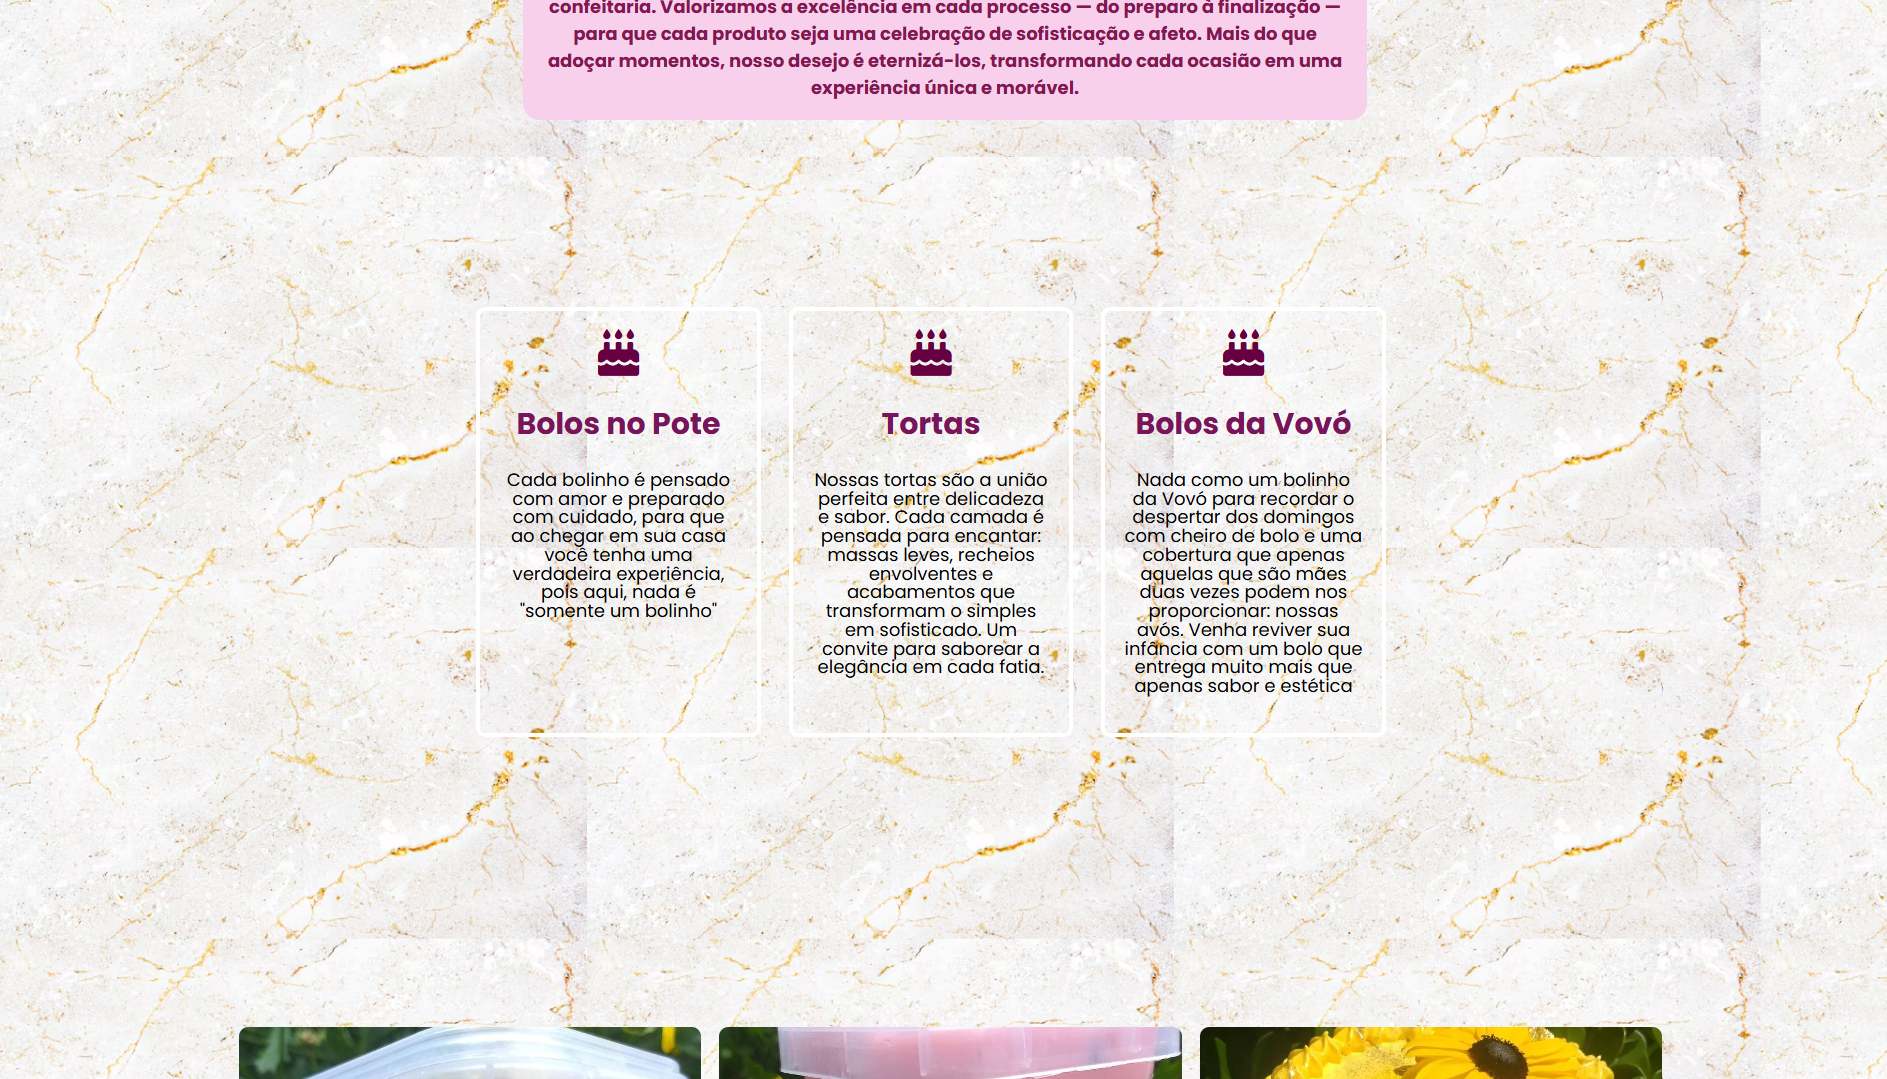 confeitaria. Valorizamos a excelência em cada processo — do preparo à finalização —
para que cada produto seja uma celebração de sofisticação e afeto. Mais do que
adoçar momentos, nosso desejo é eternizá-los, transformando cada ocasião em uma
experiência única e morável.
Bolos no Pote
Cada bolinho é pensado
com amor e preparado
com cuidado, para que
ao chegar em sua casa
você tenha uma
verdadeira experiência,
pois aqui, nada é
"somente um bolinho"
Tortas
Nossas tortas são a união
perfeita entre delicadeza
e sabor. Cada camada é
pensada para encantar:
massas leves, recheios
envolventes e
acabamentos que
transformam o simples
em sofisticado. Um
convite para saborear a
elegância em cada fatia.
Bolos da Vovó
Nada como um bolinho
da Vovó para recordar o
despertar dos domingos
com cheiro de bolo e uma
cobertura que apenas
aquelas que são mães
duas vezes podem nos
proporcionar: nossas
avós. Venha reviver sua
infância com um bolo que
entrega muito mais que
apenas sabor e estética